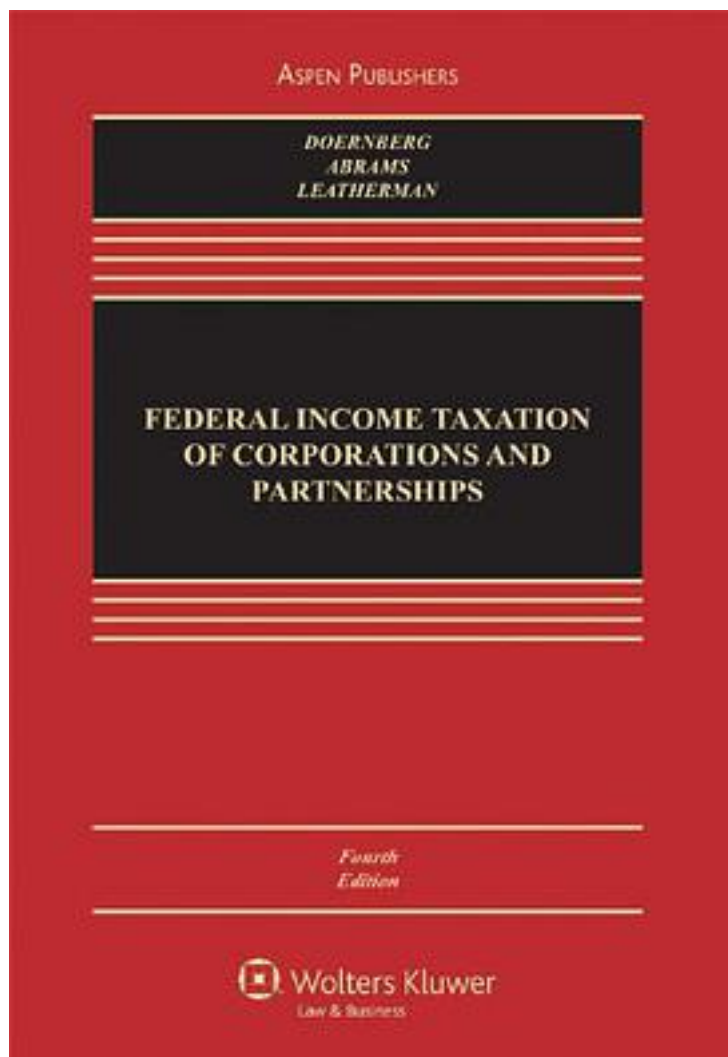 ASPEN PUBLISHERS
DOERNBERG
ABRAMS
LEATHERMAN
FEDERAL INCOME TAXATION
OF CORPORATIONS AND
PARTNERSHIPS
Fourth
Edition
Wolters Kluwer
Law & Business